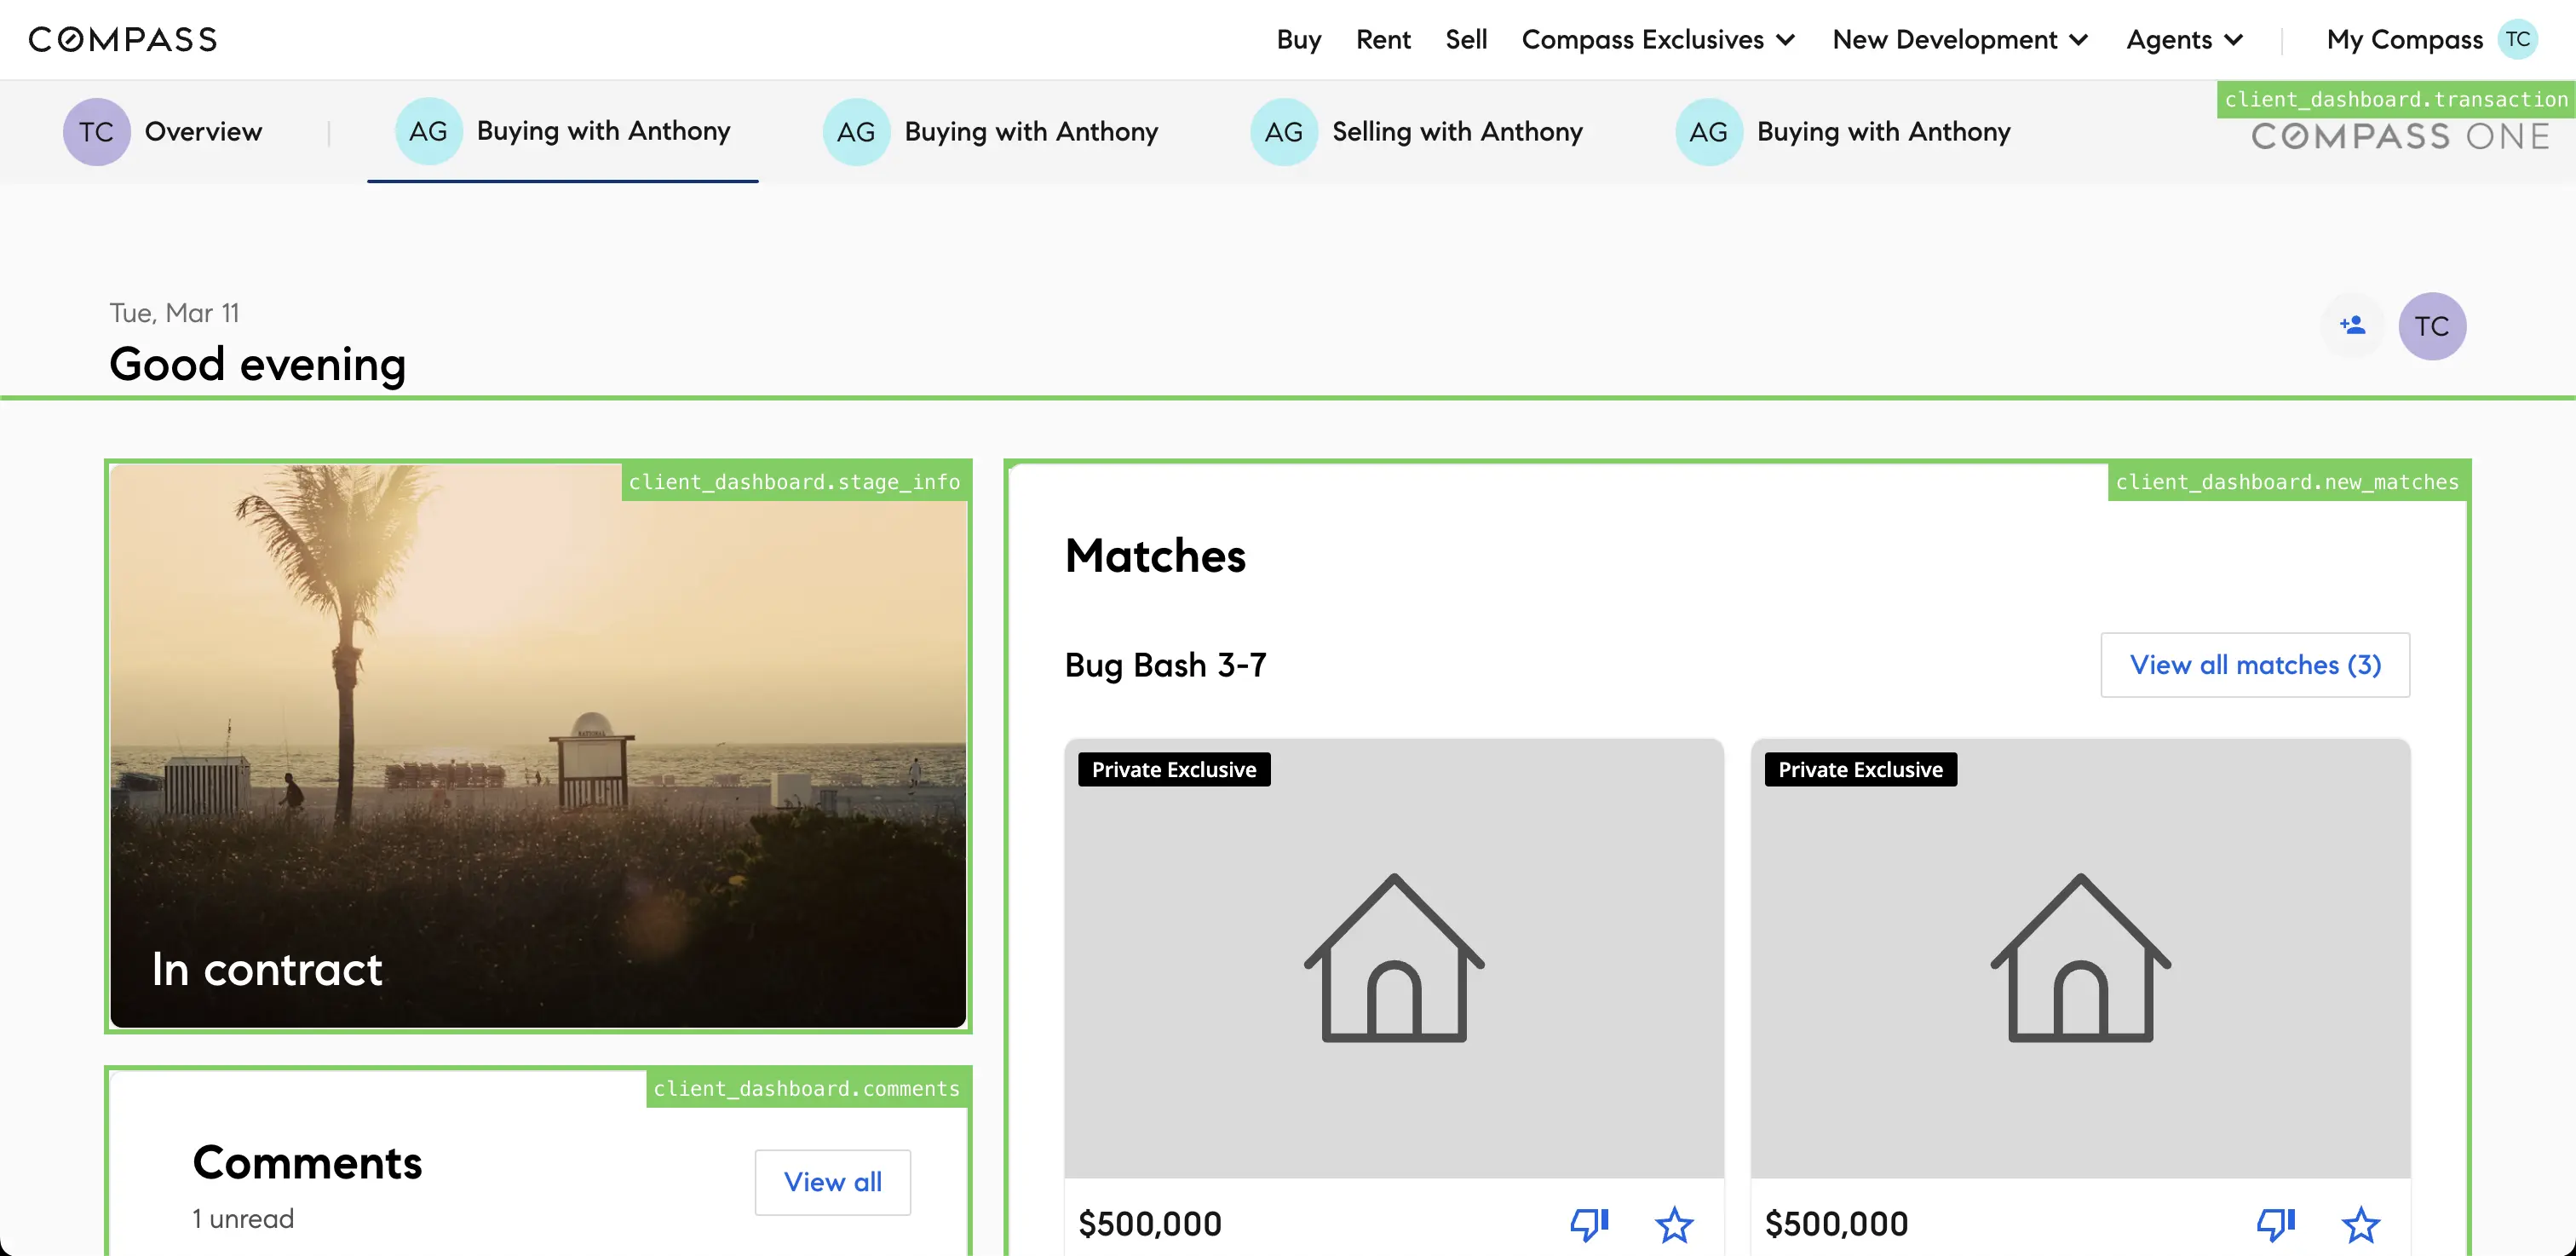 COMPASS
Buy Rent Sell Compass Exclusives New Development Agents My Compass TC
client_dashboard.transaction
TC Overview AG Buying with Anthony AG Buying with Anthony AG Selling with Anthony AG Buying with Anthony COMPASS ONE
Tue, Mar 11
Good evening
TC
client_dashboard.stage_info
NATIONAL
In contract
client_dashboard.comments
Comments
1 unread
View all
client_dashboard.new_matches
Matches
Bug Bash 3-7
View all matches (3)
Private Exclusive
$500,000
Private Exclusive
$500,000